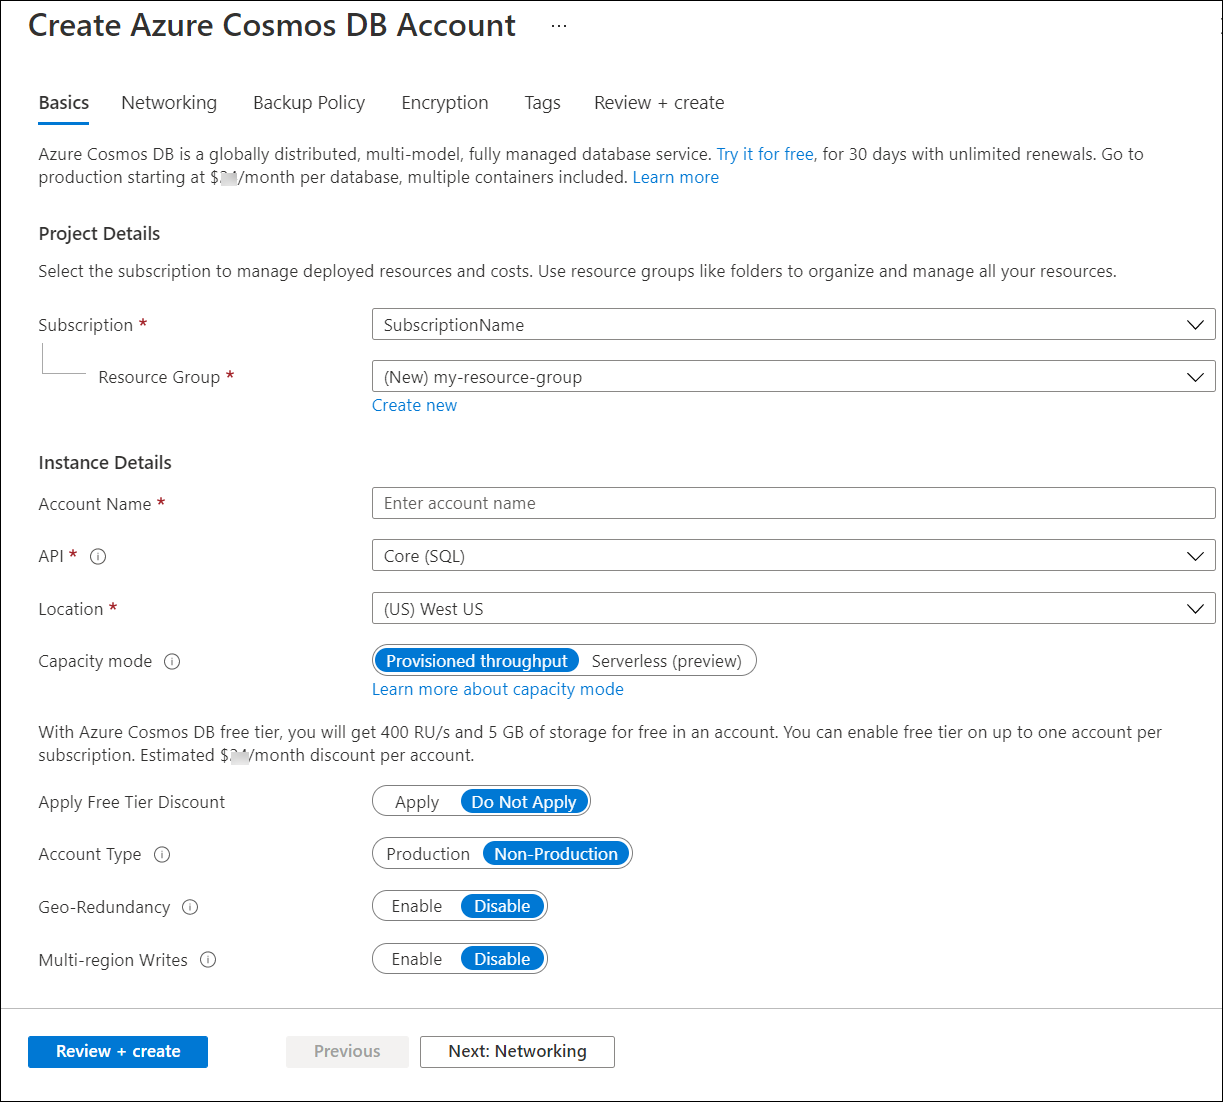 Create Azure Cosmos DB Account ...
Basics Networking Backup Policy Encryption Tags Review + create
Azure Cosmos DB is a globally distributed, multi-model, fully managed database service. Try it for free, for 30 days with unlimited renewals. Go to
production starting at $ /month per database, multiple containers included. Learn more
Project Details
Select the subscription to manage deployed resources and costs. Use resource groups like folders to organize and manage all your resources.
Subscription * SubscriptionName
Resource Group * (New) my-resource-group
Create new
Instance Details
Account Name * Enter account name
API * Core (SQL)
Location * (US) West US
Capacity mode Provisioned throughput Serverless (preview)
Learn more about capacity mode
With Azure Cosmos DB free tier, you will get 400 RU/s and 5 GB of storage for free in an account. You can enable free tier on up to one account per
subscription. Estimated $ /month discount per account.
Apply Free Tier Discount Apply Do Not Apply
Account Type Production Non-Production
Geo-Redundancy Enable Disable
Multi-region Writes Enable Disable
Review + create Previous Next: Networking